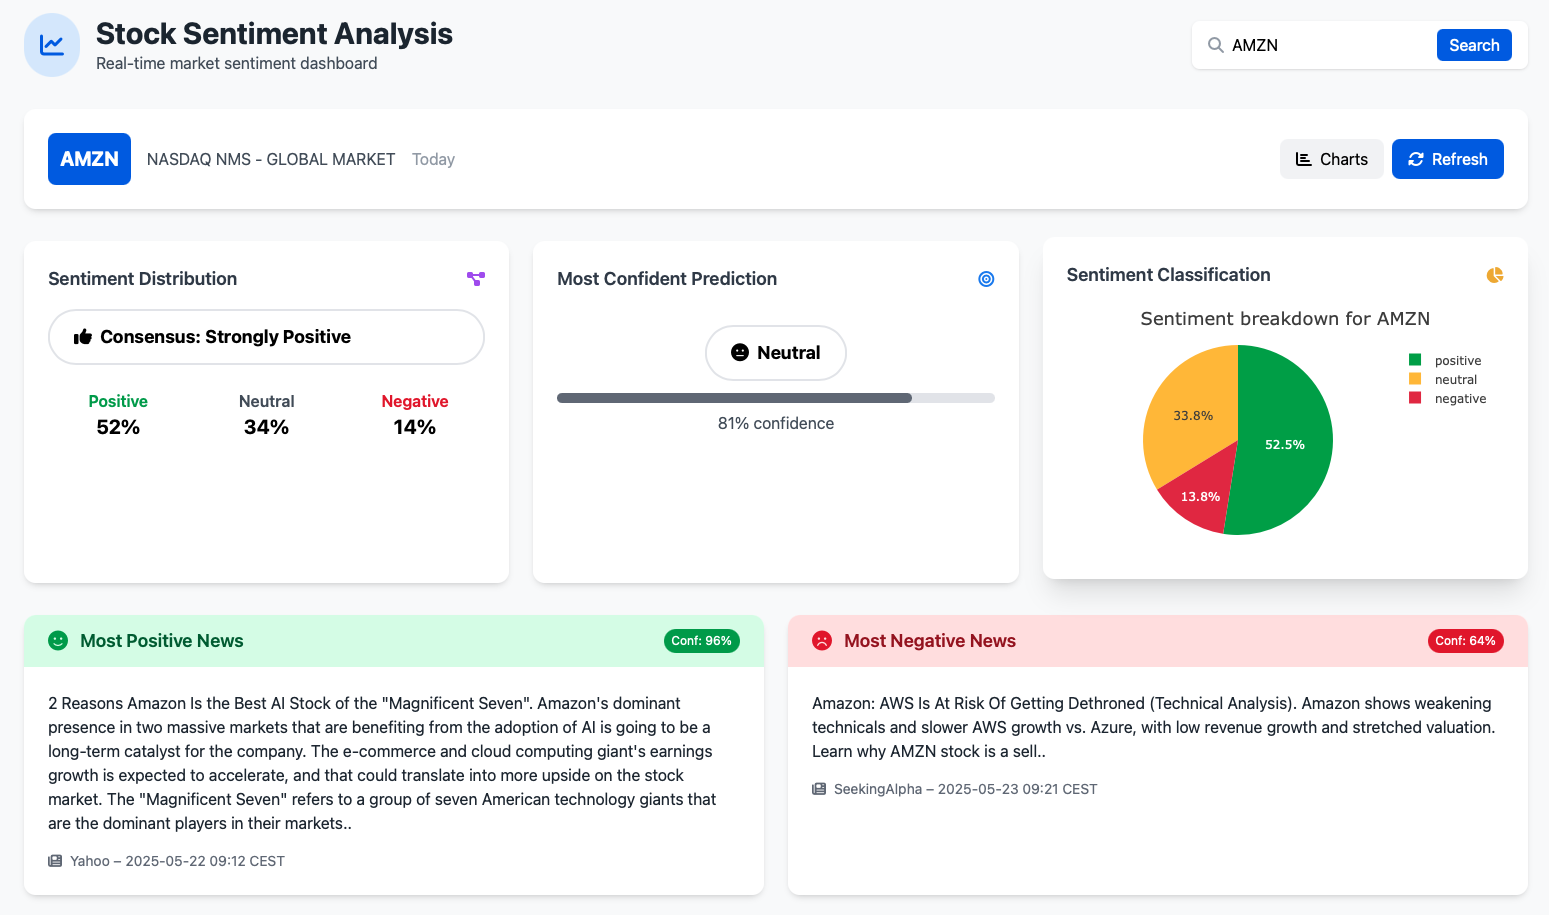 Stock Sentiment Analysis
Real-time market sentiment dashboard
AMZN
Search
AMZN
NASDAQ NMS - GLOBAL MARKET
Today
Charts
Refresh
Sentiment Distribution
Consensus: Strongly Positive
Positive
52%
Neutral
34%
Negative
14%
Most Confident Prediction
Neutral
81% confidence
Sentiment Classification
Sentiment breakdown for AMZN
positive
neutral
negative
33.8%
52.5%
13.8%
Most Positive News
Conf: 96%
2 Reasons Amazon Is the Best AI Stock of the "Magnificent Seven". Amazon's dominant
presence in two massive markets that are benefiting from the adoption of AI is going to be a
long-term catalyst for the company. The e-commerce and cloud computing giant's earnings
growth is expected to accelerate, and that could translate into more upside on the stock
market. The "Magnificent Seven" refers to a group of seven American technology giants that
are the dominant players in their markets..
Yahoo – 2025-05-22 09:12 CEST
Most Negative News
Conf: 64%
Amazon: AWS Is At Risk Of Getting Dethroned (Technical Analysis). Amazon shows weakening
technicals and slower AWS growth vs. Azure, with low revenue growth and stretched valuation.
Learn why AMZN stock is a sell..
SeekingAlpha – 2025-05-23 09:21 CEST